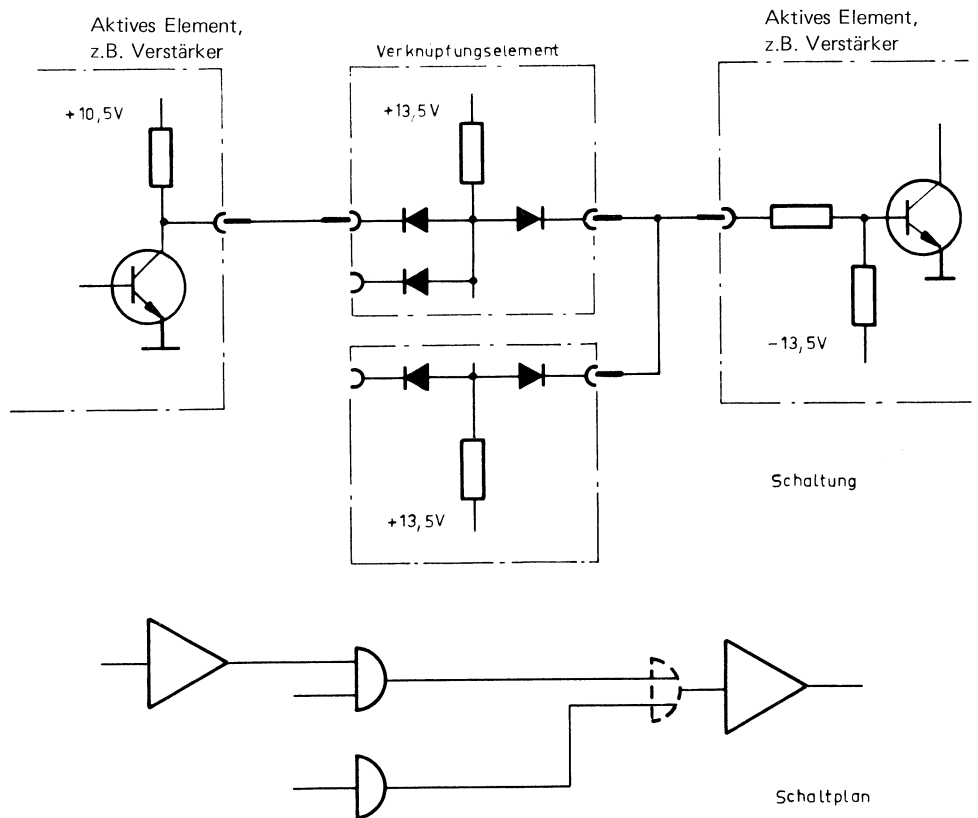 Aktives Element,
z.B. Verstärker
Verknüpfungselement
Aktives Element,
z.B. Verstärker
+10,5V
+13,5V
-13,5V
+13,5V
Schaltung
Schaltplan